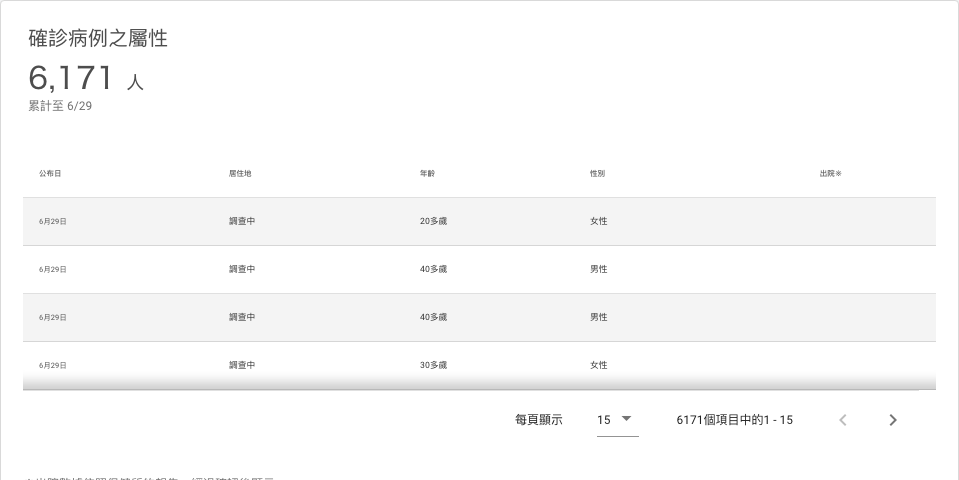 確診病例之屬性
6,171 人
累計至 6/29
公布日 居住地 年齡 性別 出院※
6月29日 調查中 20多歲 女性
6月29日 調查中 40多歲 男性
6月29日 調查中 40多歲 男性
6月29日 調查中 30多歲 女性
每頁顯示 15 6171個項目中的1 - 15